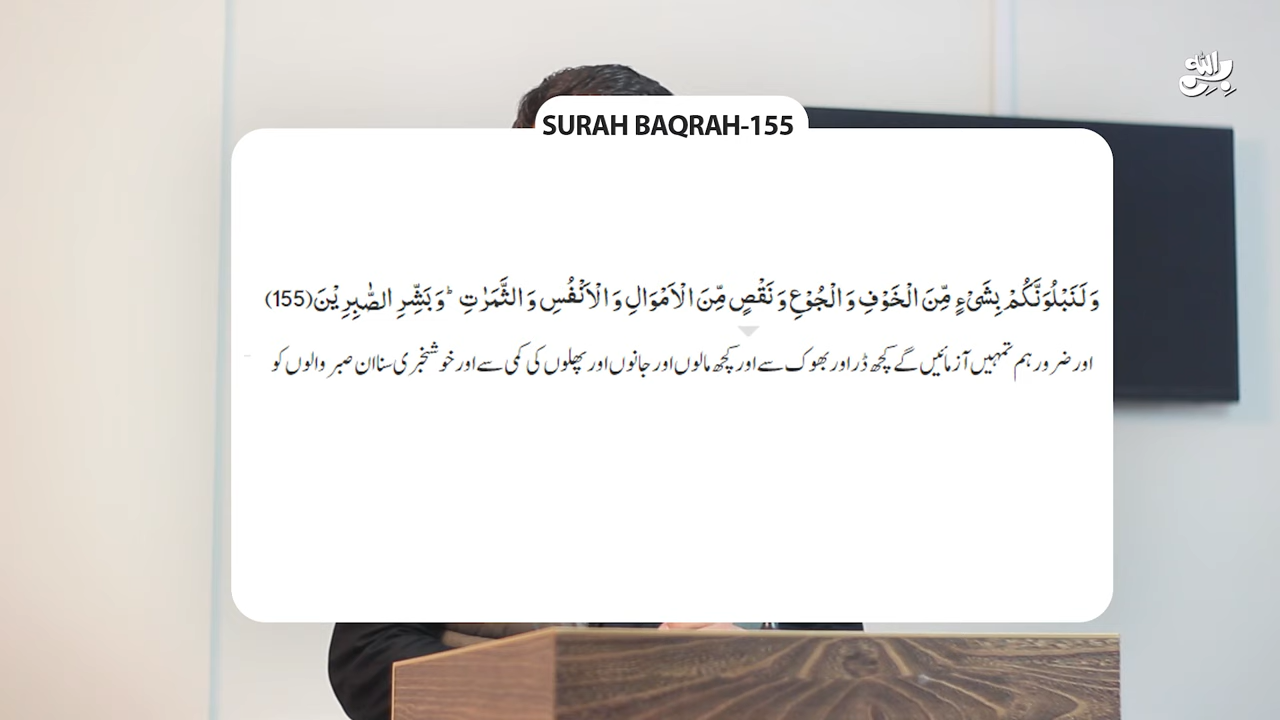 SURAH BAQRAH-155
وَ لَنَبْلُوَنَّكُمْ بِشَیْءٍ مِّنَ الْخَوْفِ وَ الْجُوْعِ وَ نَقْصٍ مِّنَ الْاَمْوَالِ وَ الْاَنْفُسِ وَ الثَّمَرٰتِؕ-وَ بَشِّرِ الصّٰبِرِیْنَ(155)
اور ضرور ہم تمہیں آزمائیں گے کچھ ڈر اور بھوک سے اور کچھ مالوں اور جانوں اور پھلوں کی کمی سے اور خوشخبری سنا ان صبر والوں کو